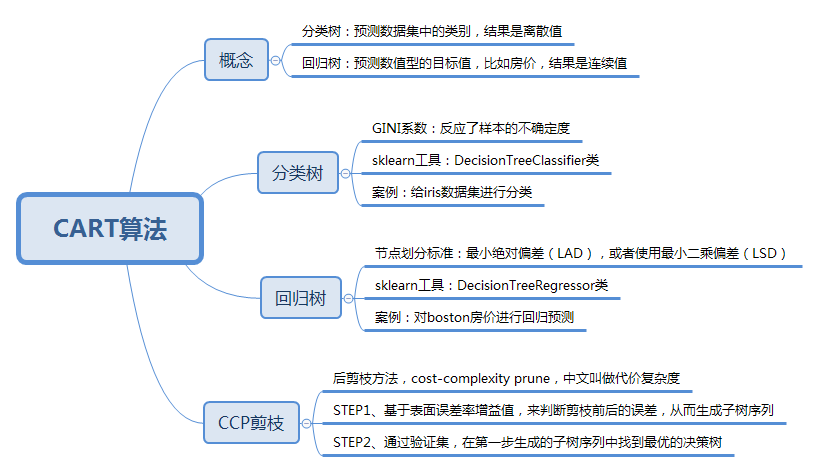 CART算法
概念
分类树：预测数据集中的类别，结果是离散值
回归树：预测数值型的目标值，比如房价，结果是连续值
分类树
GINI系数：反应了样本的不确定度
sklearn工具：DecisionTreeClassifier类
案例：给iris数据集进行分类
回归树
节点划分标准：最小绝对偏差（LAD），或者使用最小二乘偏差（LSD）
sklearn工具：DecisionTreeRegressor类
案例：对boston房价进行回归预测
CCP剪枝
后剪枝方法，cost-complexity prune，中文叫做代价复杂度
STEP1、基于表面误差率增益值，来判断剪枝前后的误差，从而生成子树序列
STEP2、通过验证集，在第一步生成的子树序列中找到最优的决策树